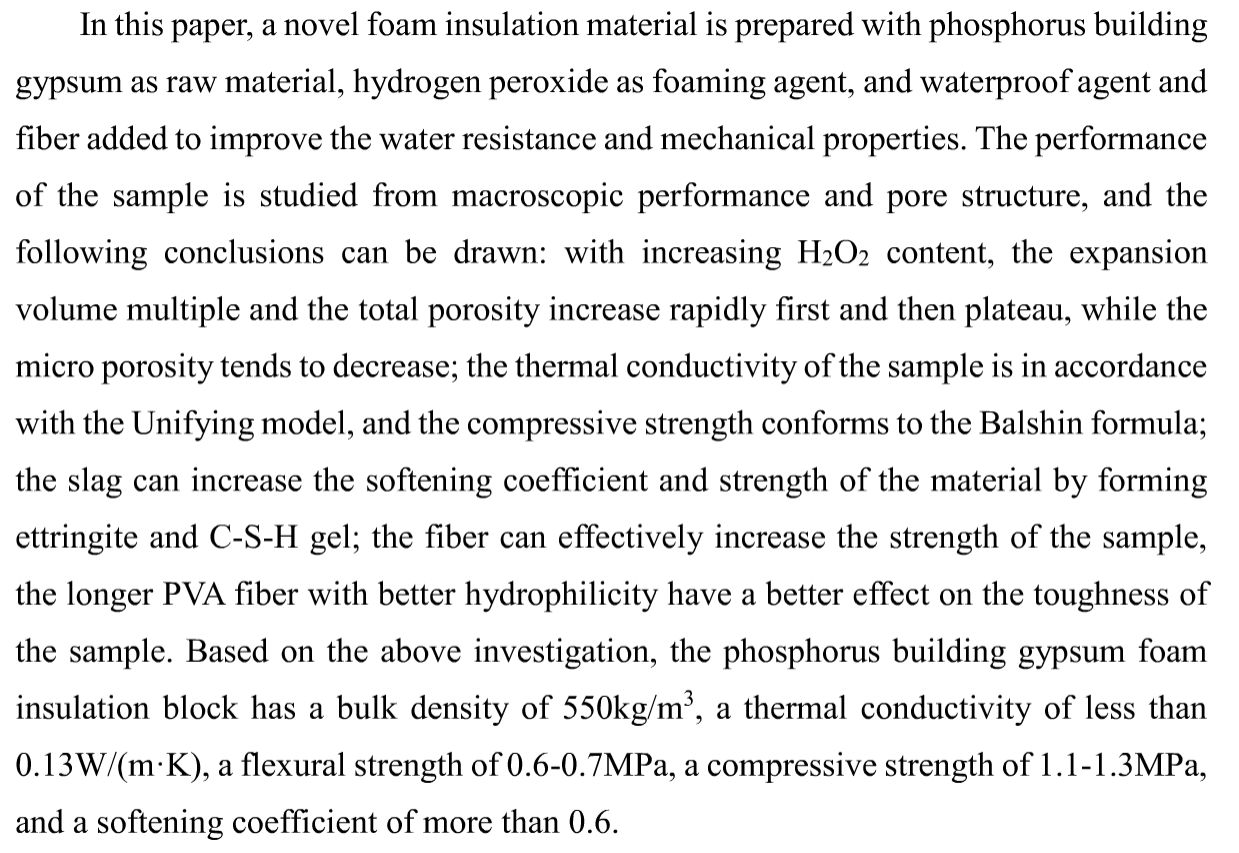 In this paper, a novel foam insulation material is prepared with phosphorus building
gypsum as raw material, hydrogen peroxide as foaming agent, and waterproof agent and
fiber added to improve the water resistance and mechanical properties. The performance
of the sample is studied from macroscopic performance and pore structure, and the
following conclusions can be drawn: with increasing H₂O₂ content, the expansion
volume multiple and the total porosity increase rapidly first and then plateau, while the
micro porosity tends to decrease; the thermal conductivity of the sample is in accordance
with the Unifying model, and the compressive strength conforms to the Balshin formula;
the slag can increase the softening coefficient and strength of the material by forming
ettringite and C-S-H gel; the fiber can effectively increase the strength of the sample,
the longer PVA fiber with better hydrophilicity have a better effect on the toughness of
the sample. Based on the above investigation, the phosphorus building gypsum foam
insulation block has a bulk density of 550kg/m³, a thermal conductivity of less than
0.13W/(m·K), a flexural strength of 0.6-0.7MPa, a compressive strength of 1.1-1.3MPa,
and a softening coefficient of more than 0.6.